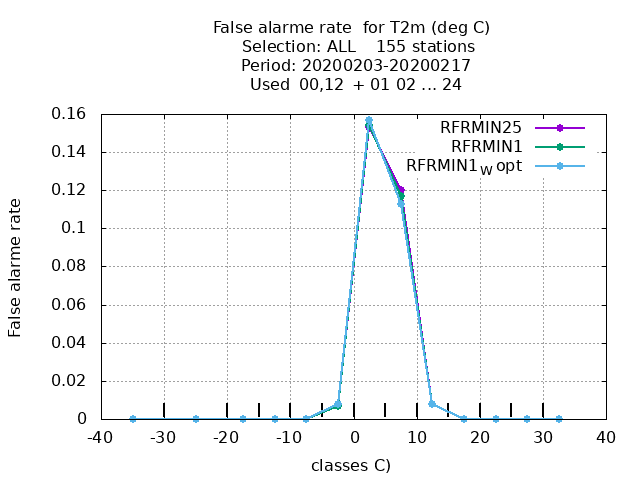 False alarme rate  for T2m (deg C)
Selection: ALL    155 stations
Period: 20200203-20200217
Used  00,12  + 01 02 ... 24
0.16
0.14
0.12
0.1
0.08
0.06
0.04
0.02
0
False alarme rate
RFRMIN25
RFRMIN1
RFRMIN1W opt
-40 -30 -20 -10 0 10 20 30 40
classes C)